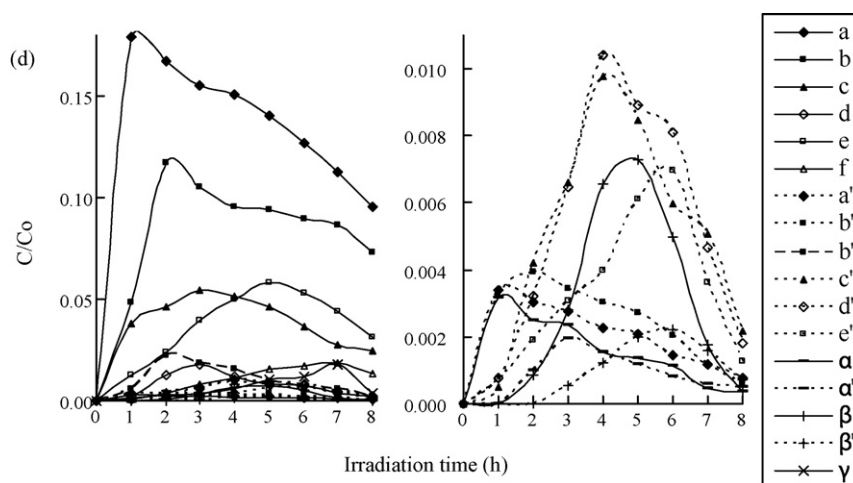 (d)
C/Co
0.15
0.10
0.05
0.00
0 1 2 3 4 5 6 7 8
0.010
0.008
0.006
0.004
0.002
0.000
0 1 2 3 4 5 6 7 8
Irradiation time (h)
a
b
c
d
e
f
a'
b'
b'
c'
d'
e'
α
α'
β
β'
γ